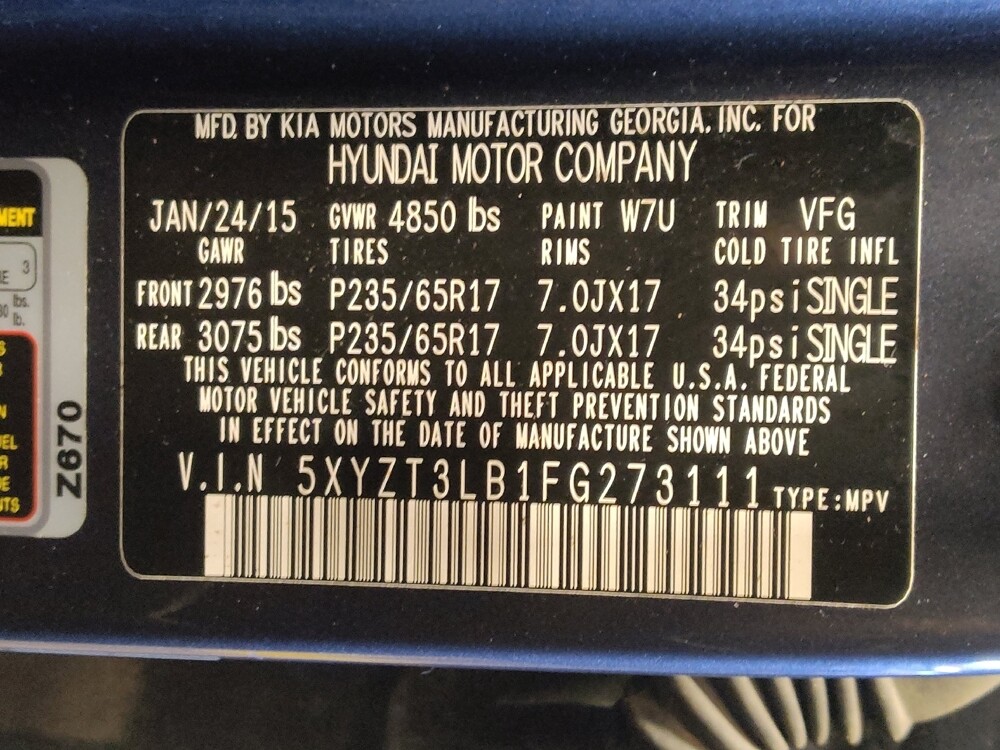 MFD. BY KIA MOTORS MANUFACTURING GEORGIA, INC. FOR
HYUNDAI MOTOR COMPANY
JAN/24/15 GVWR 4850 lbs PAINT W7U TRIM VFG
GAWR TIRES RIMS COLD TIRE INFL
FRONT 2976 lbs P235/65R17 7.0JX17 34psi SINGLE
REAR 3075 lbs P235/65R17 7.0JX17 34psi SINGLE
THIS VEHICLE CONFORMS TO ALL APPLICABLE U.S.A. FEDERAL
MOTOR VEHICLE SAFETY AND THEFT PREVENTION STANDARDS
IN EFFECT ON THE DATE OF MANUFACTURE SHOWN ABOVE
V.I.N 5XYZT3LB1FG273111 TYPE:MPV
Z670
3
lbs.
lb.